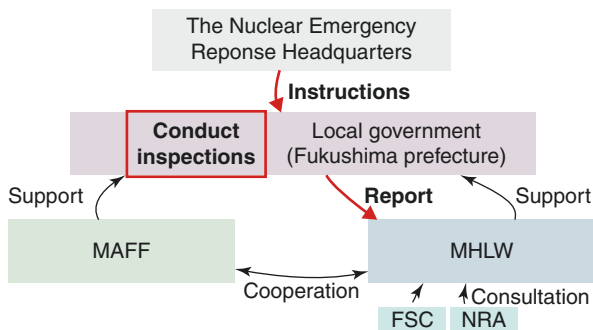 The Nuclear Emergency
Reponse Headquarters
Instructions
Conduct
inspections
Local government
(Fukushima prefecture)
Support
Report
Support
MAFF
MHLW
Cooperation
Consultation
FSC
NRA